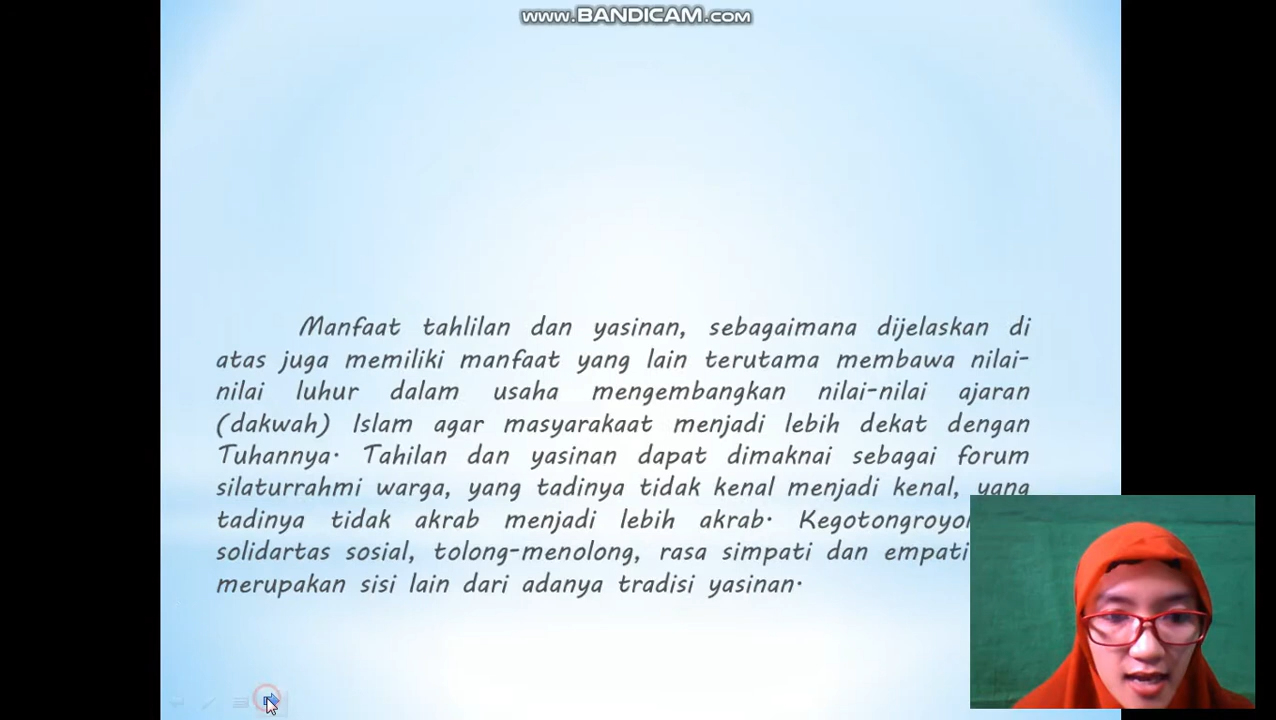 www.BANDICAM.com
Manfaat tahlilan dan yasinan, sebagaimana dijelaskan di
atas juga memiliki manfaat yang lain terutama membawa nilai-
nilai luhur dalam usaha mengembangkan nilai-nilai ajaran
(dakwah) Islam agar masyarakaat menjadi lebih dekat dengan
Tuhannya. Tahilan dan yasinan dapat dimaknai sebagai forum
silaturrahmi warga, yang tadinya tidak kenal menjadi kenal, yang
tadinya tidak akrab menjadi lebih akrab.
solidartas sosial, tolong-menolong, rasa simpati dan empati
merupakan sisi lain dari adanya tradisi yasinan.